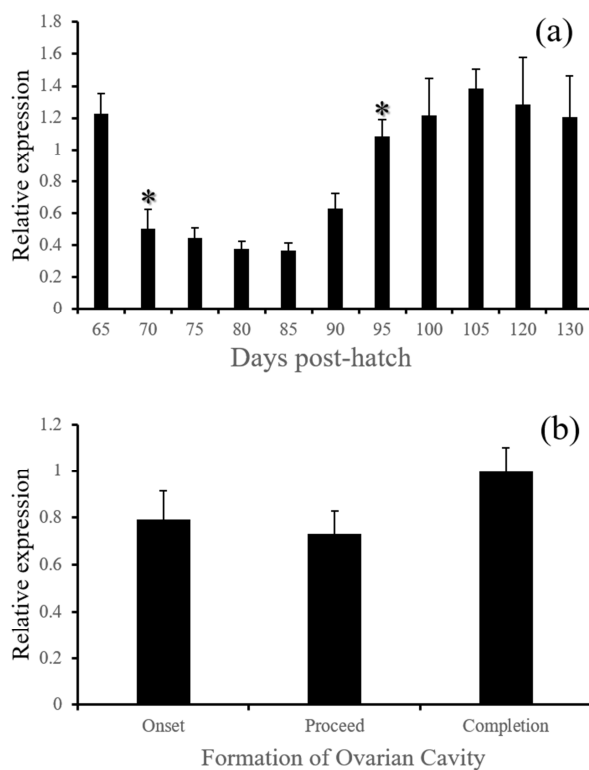 (a)
Relative expression
1.8
1.6
1.4
1.2
1
0.8
0.6
0.4
0.2
0
*
*
65 70 75 80 85 90 95 100 105 120 130
Days post-hatch
(b)
Relative expression
1.2
1
0.8
0.6
0.4
0.2
0
Onset Proceed Completion
Formation of Ovarian Cavity